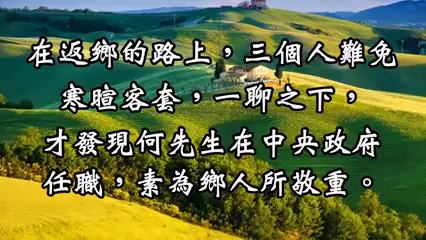 在返鄉的路上，三個人難免
寒暄客套，一聊之下，
才發現何先生在中央政府
任職，素為鄉人所敬重。